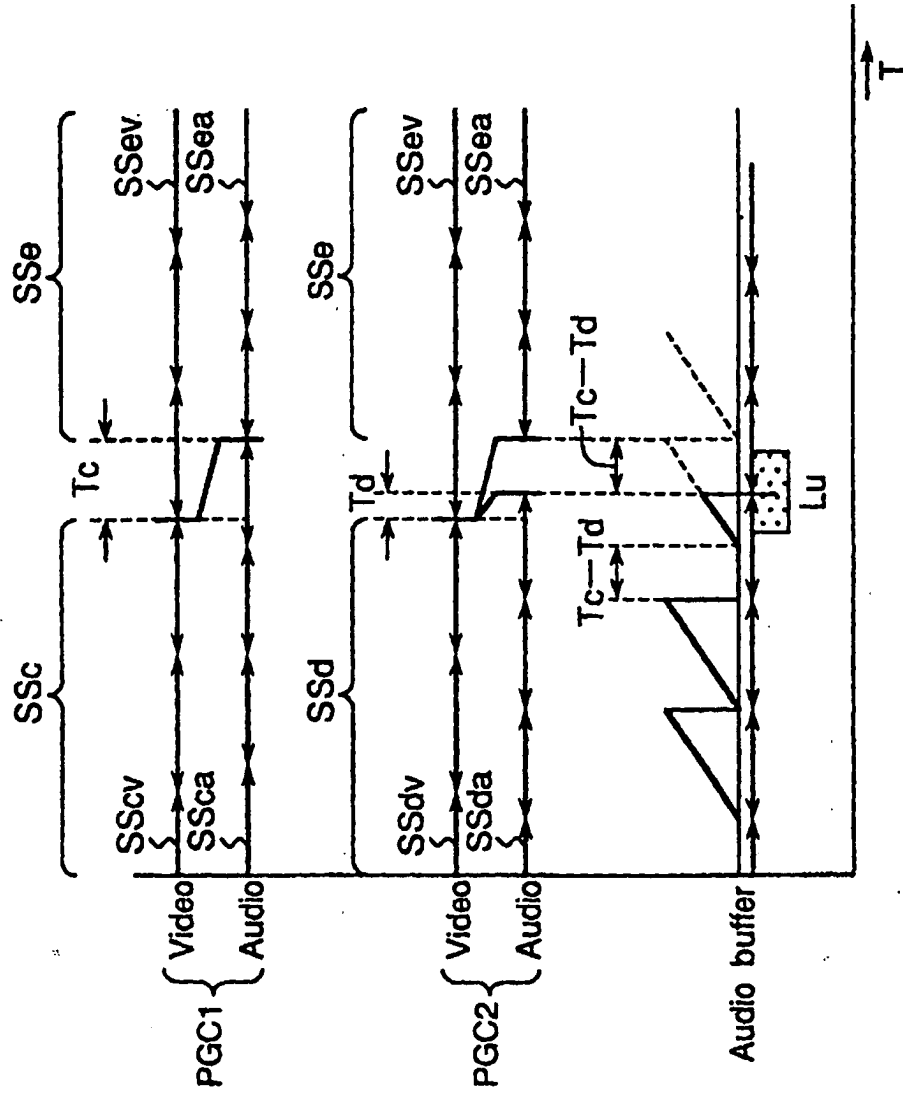 SSc
SSe
Tc
SScv
SSev
Video
SSca
SSea
Audio
PGC1
SSd
SSe
Td
SSdv
SSev
Video
SSda
SSea
Audio
PGC2
Tc—Td
Tc—Td
Audio buffer
Lu
T